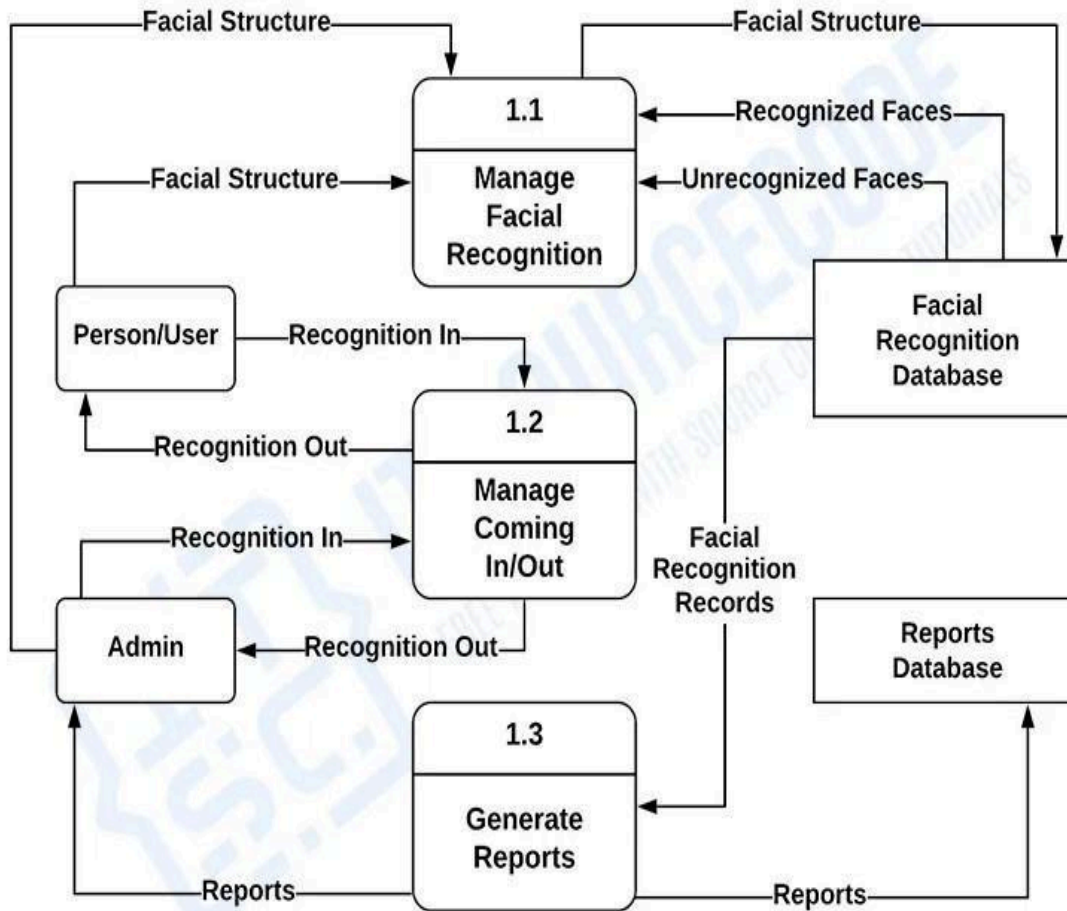 Facial Structure
Facial Structure
1.1
Recognized Faces
Facial Structure
Manage
Facial
Recognition
Unrecognized Faces
Person/User
Recognition In
Facial
Recognition
Database
1.2
Recognition Out
Manage
Coming
In/Out
Recognition In
Facial
Recognition
Records
Admin
Recognition Out
Reports
Database
1.3
Generate
Reports
Reports
Reports